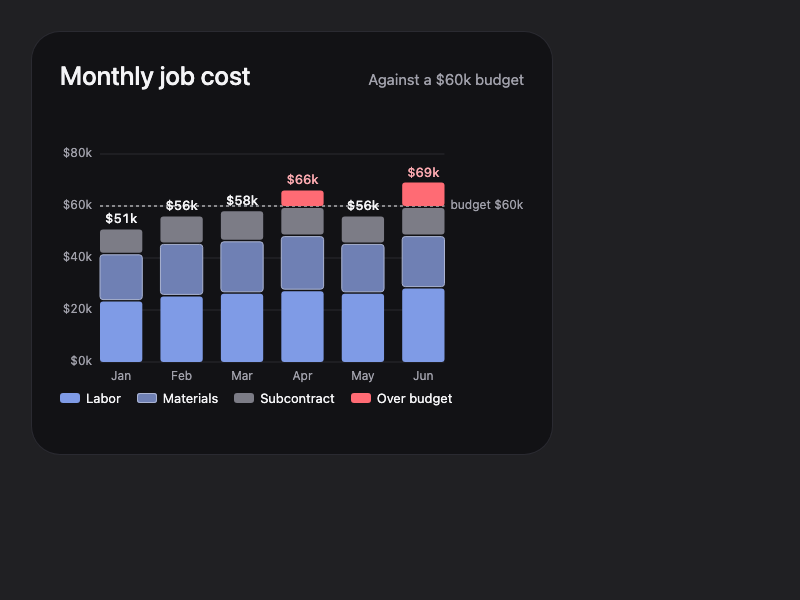 Monthly job cost
Against a $60k budget
$80k
$60k
$40k
$20k
$0k
$51k
$56k
$58k
$66k
$56k
$69k
budget $60k
Jan Feb Mar Apr May Jun
Labor Materials Subcontract Over budget